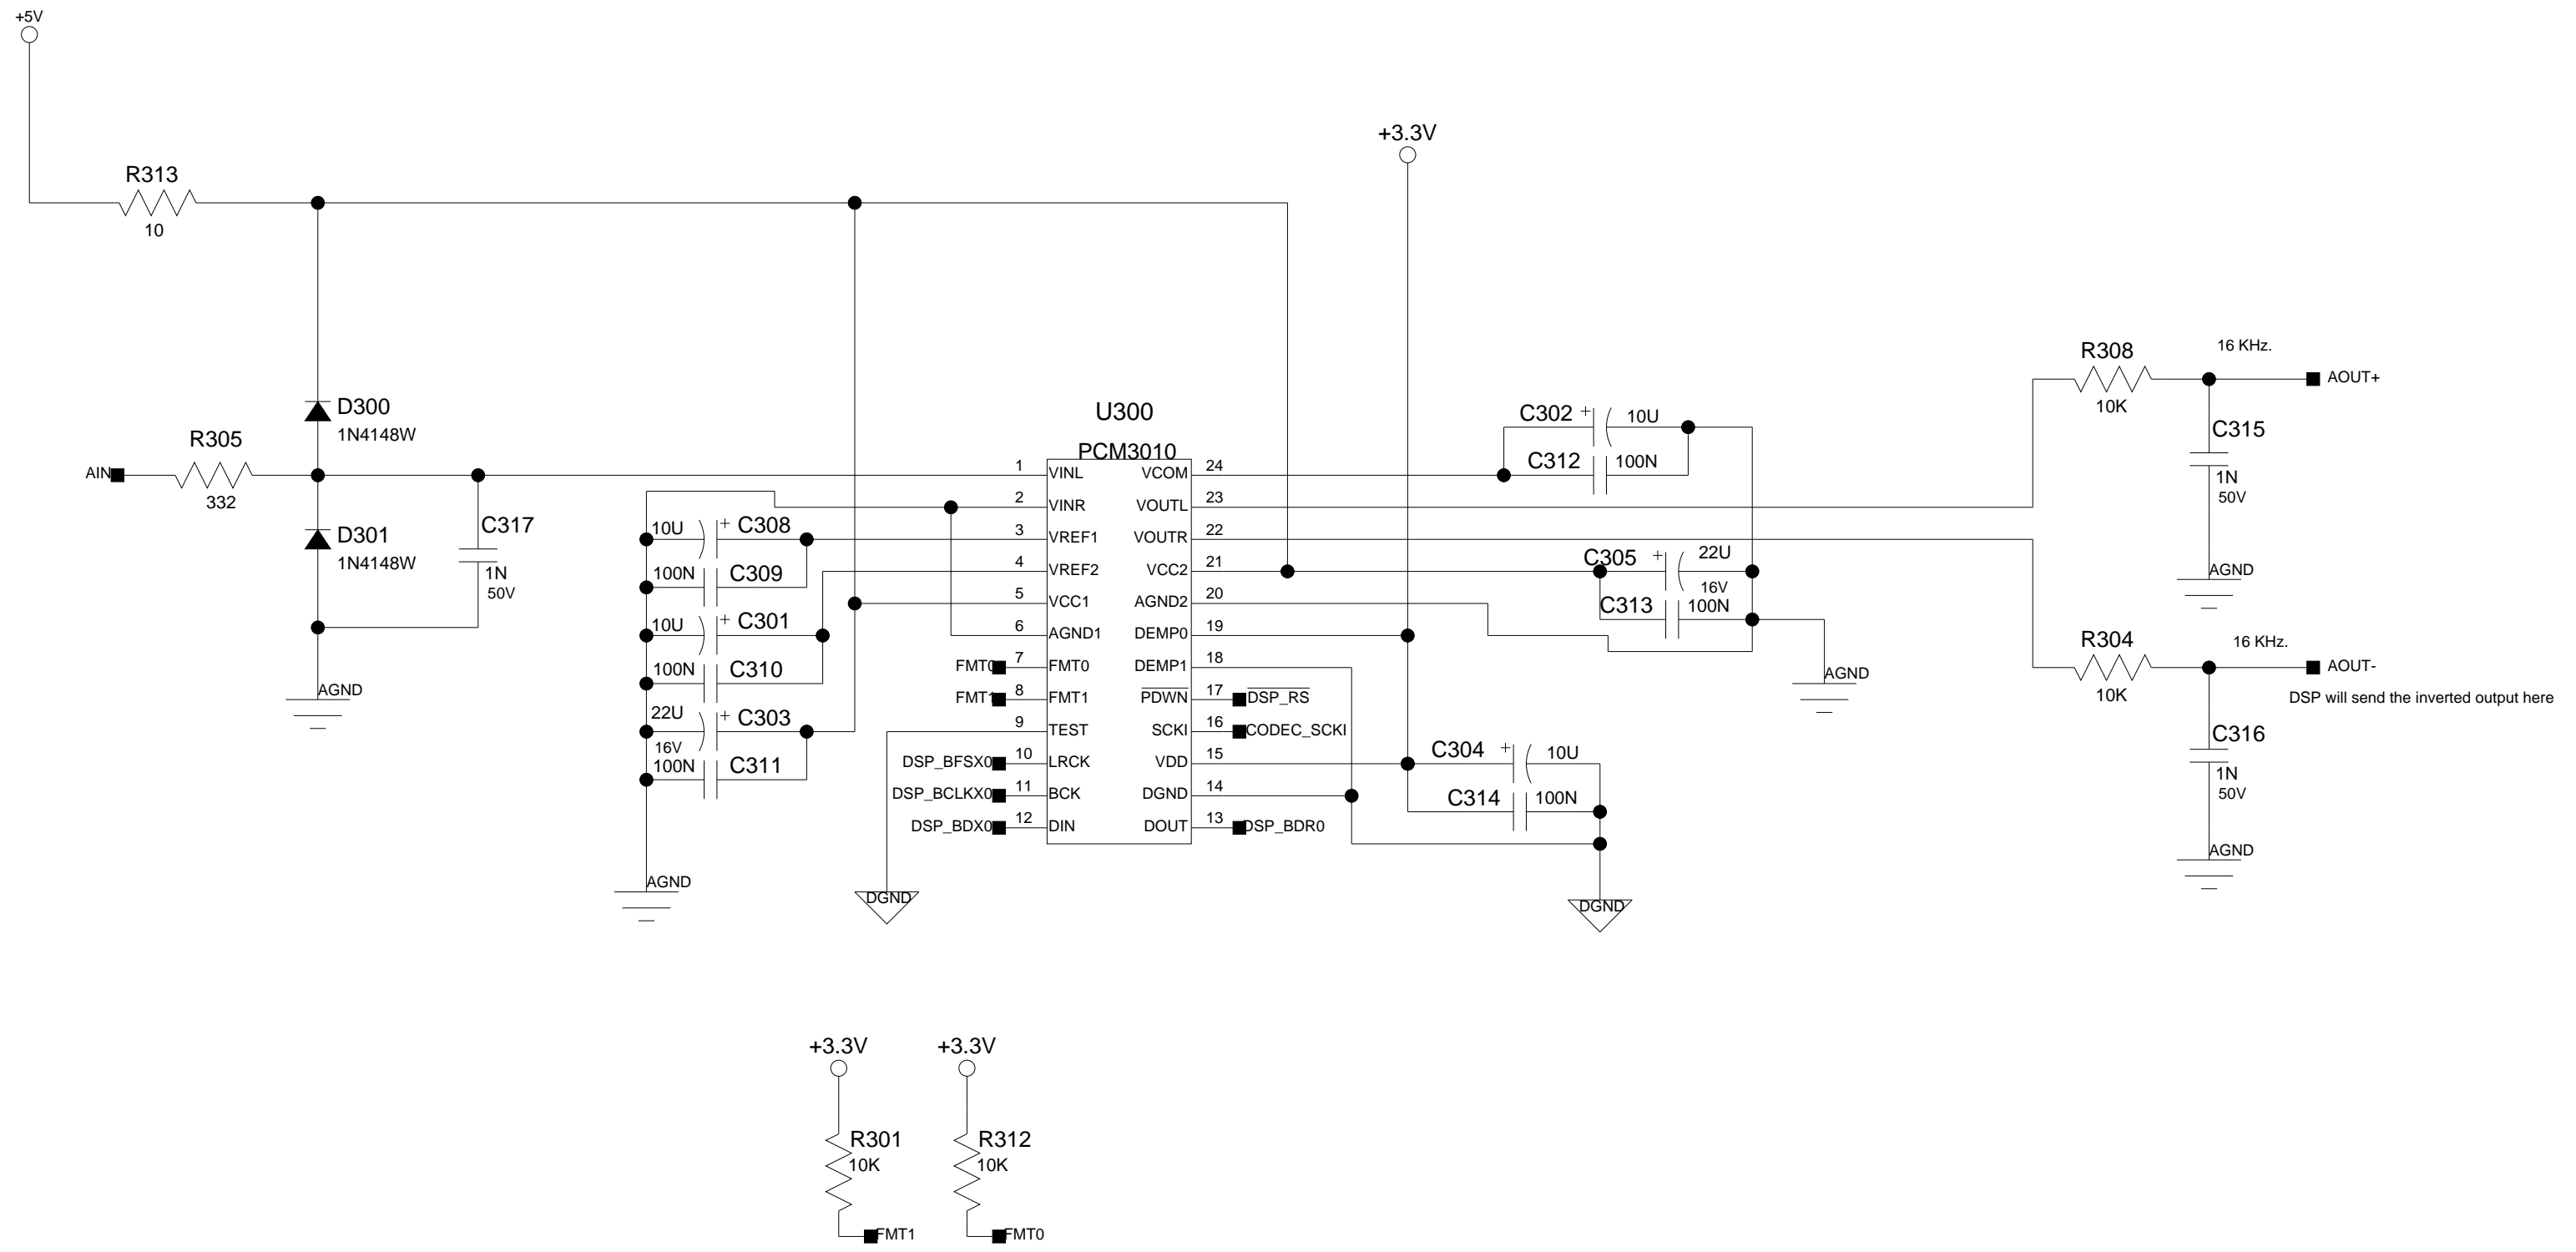 +5V
R313
10
+3.3V
D300
1N4148W
R305
332
AIN
D301
1N4148W
C317
1N
50V
AGND
10U + C308
100N C309
10U + C301
100N C310
22U + C303
16V
100N C311
AGND
U300
PCM3010
1 VINL VCOM 24
2 VINR VOUTL 23
3 VREF1 VOUTR 22
4 VREF2 VCC2 21
5 VCC1 AGND2 20
6 AGND1 DEMP0 19
FMT0 7 FMT0 DEMP1 18
FMT1 8 FMT1 PDWN 17 DSP_RS
9 TEST SCKI 16 CODEC_SCKI
DSP_BFSX0 10 LRCK VDD 15
DSP_BCLKX0 11 BCK DGND 14
DSP_BDX0 12 DIN DOUT 13 DSP_BDR0
DGND
C302 + 10U
C312 100N
C305 + 22U
16V
C313 100N
AGND
C304 + 10U
C314 100N
DGND
R308
10K
16 KHz.
AOUT+
C315
1N
50V
AGND
R304
10K
16 KHz.
AOUT-
DSP will send the inverted output here
C316
1N
50V
AGND
+3.3V
R301
10K
FMT1
+3.3V
R312
10K
FMT0